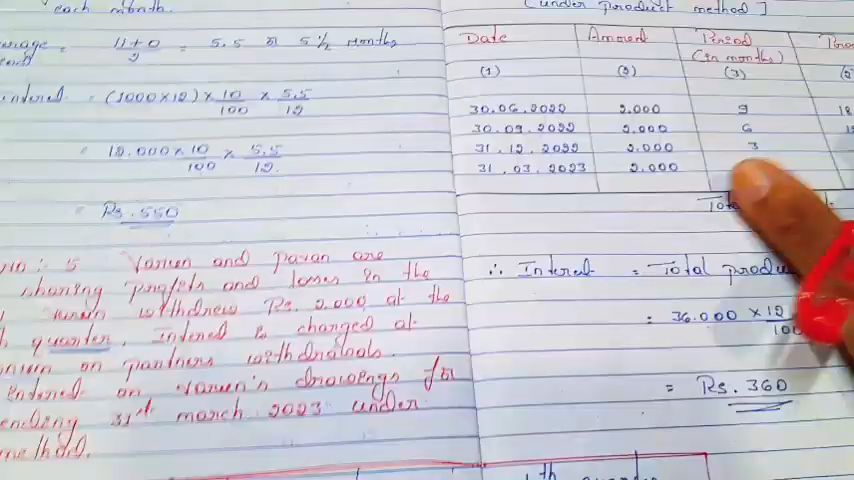 each month.
11+0 / 2 = 5.5 or 5½ months
= (1000×12) × 10/100 × 5.5/12
= 12.000 × 10/100 × 5.5/12
= Rs. 550
5 Varun and pavan are
sharing profits and losses in the
withdrew Rs. 2.000 at the
quarter, interest is charged at
on partners withdrawals.
on varun's drawings for
ending 31st march 2023 under
method.
[under product method]
Date Amount Period (in months)
(1) (2) (3)
30.06.2022 2.000 9 18
30.09.2022 2.000 6
31.12.2022 2.000 3
31.03.2023 2.000
∴ Interest = Total
= 36.000 × 12/100
= Rs. 360